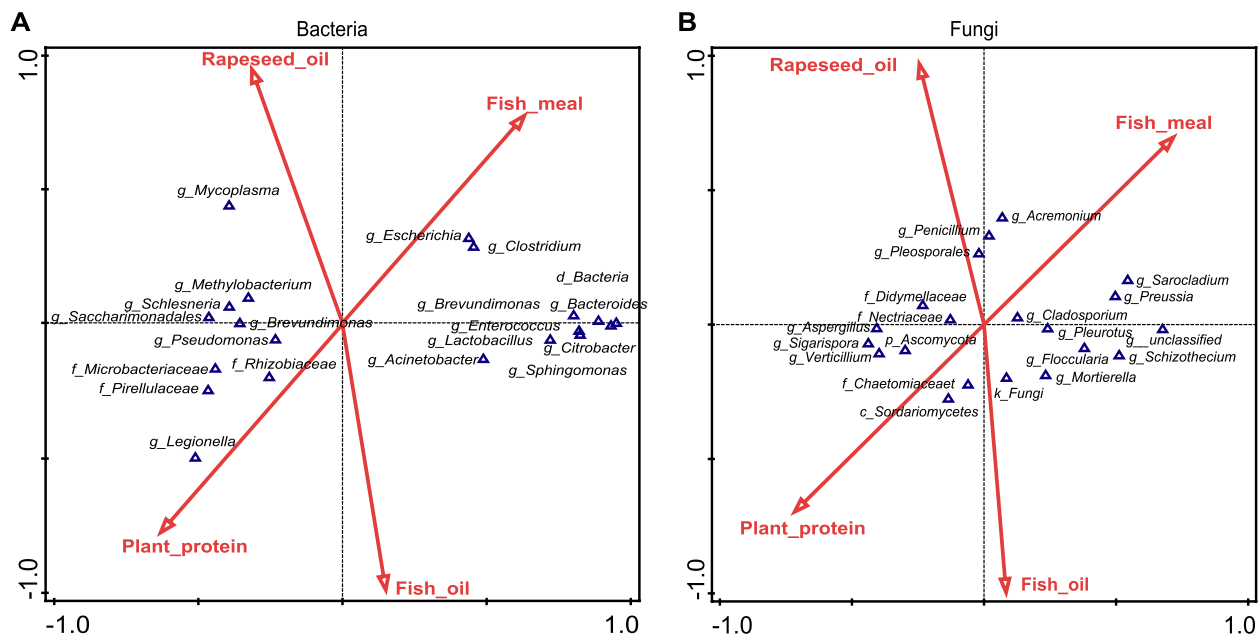 A
Bacteria
1.0
Rapeseed_oil
Fish_meal
g_Mycoplasma
g_Escherichia
g_Clostridium
d_Bacteria
g_Methylobacterium
g_Schlesneria
g_Brevundimonas
g_Bacteroides
g_Saccharimonadales
g_Brevundimonas
g_Enterococcus
g_Pseudomonas
g_Lactobacillus
g_Citrobacter
f_Microbacteriaceae
f_Rhizobiaceae
g_Acinetobacter
g_Sphingomonas
f_Pirellulaceae
g_Legionella
Plant_protein
Fish_oil
-1.0
-1.0
1.0
B
Fungi
1.0
Rapeseed_oil
Fish_meal
g_Acremonium
g_Penicillium
g_Pleosporales
g_Sarocladium
f_Didymellaceae
g_Preussia
f_Nectriaceae
g_Cladosporium
g_Aspergillus
g_Pleurotus
g__unclassified
g_Sigarispora
p_Ascomycota
g_Verticillium
g_Floccularia
g_Schizothecium
f_Chaetomiaceaet
g_Mortierella
k_Fungi
c_Sordariomycetes
Plant_protein
Fish_oil
-1.0
-1.0
1.0